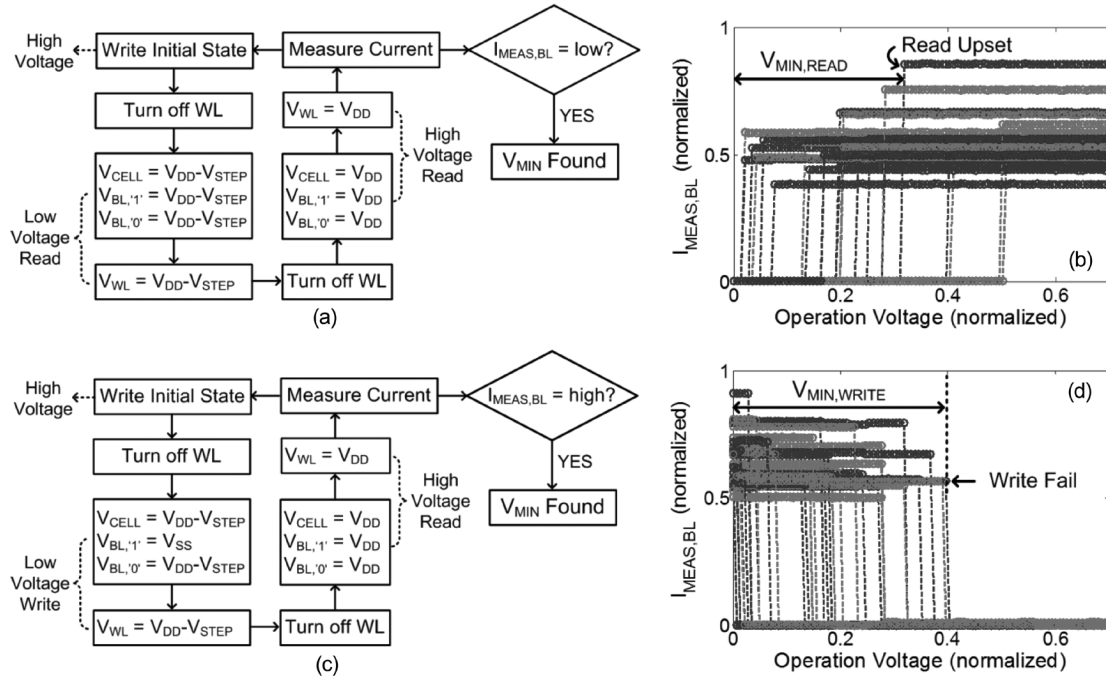 High
Voltage
Write Initial State
Measure Current
I_MEAS,BL = low?
Turn off WL
V_WL = V_DD
YES
V_MIN Found
High
Voltage
Read
V_CELL = V_DD-V_STEP
V_BL,'1' = V_DD-V_STEP
V_BL,'0' = V_DD-V_STEP
V_CELL = V_DD
V_BL,'1' = V_DD
V_BL,'0' = V_DD
Low
Voltage
Read
V_WL = V_DD-V_STEP
Turn off WL
(a)
1
0.5
0
I_MEAS,BL (normalized)
Read Upset
V_MIN,READ
(b)
0 0.2 0.4 0.6
Operation Voltage (normalized)
High
Voltage
Write Initial State
Measure Current
I_MEAS,BL = high?
Turn off WL
V_WL = V_DD
YES
V_MIN Found
High
Voltage
Read
V_CELL = V_DD-V_STEP
V_BL,'1' = V_SS
V_BL,'0' = V_DD-V_STEP
V_CELL = V_DD
V_BL,'1' = V_DD
V_BL,'0' = V_DD
Low
Voltage
Write
V_WL = V_DD-V_STEP
Turn off WL
(c)
1
0.5
0
I_MEAS,BL (normalized)
V_MIN,WRITE
(d)
Write Fail
0 0.2 0.4 0.6
Operation Voltage (normalized)